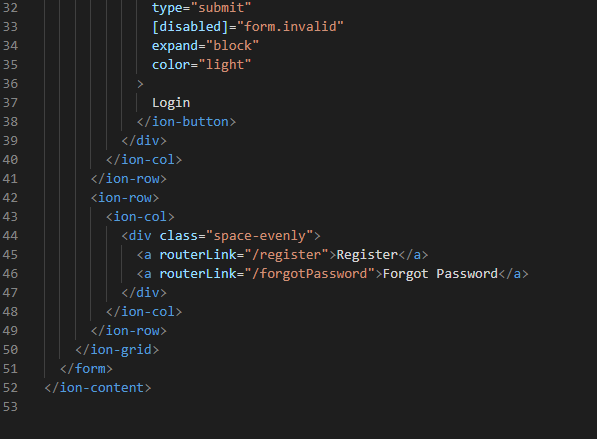 32 type="submit"
33 [disabled]="form.invalid"
34 expand="block"
35 color="light"
36 >
37 Login
38 </ion-button>
39 </div>
40 </ion-col>
41 </ion-row>
42 <ion-row>
43 <ion-col>
44 <div class="space-evenly">
45 <a routerLink="/register">Register</a>
46 <a routerLink="/forgotPassword">Forgot Password</a>
47 </div>
48 </ion-col>
49 </ion-row>
50 </ion-grid>
51 </form>
52 </ion-content>
53